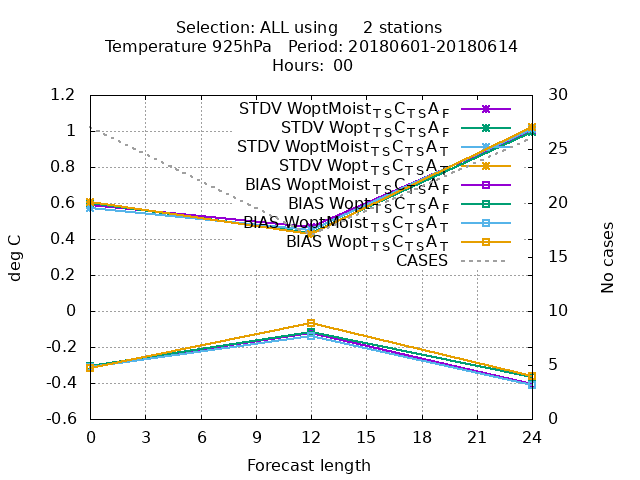 Selection: ALL using 2 stations
Temperature 925hPa Period: 20180601-20180614
Hours: 00
1.2
1
0.8
0.6
0.4
0.2
0
-0.2
-0.4
-0.6
deg C
STDV WoptMoist_TS C_TS A_F
STDV Wopt_TS C_TS A_F
STDV WoptMoist_TS C_TS A_T
STDV Wopt_TS C_TS A_T
BIAS WoptMoist_TS C_TS A_F
BIAS Wopt_TS C_TS A_F
BIAS WoptMoist_TS C_TS A_T
BIAS Wopt_TS C_TS A_T
CASES
30
25
20
15
10
5
0
No cases
0 3 6 9 12 15 18 21 24
Forecast length